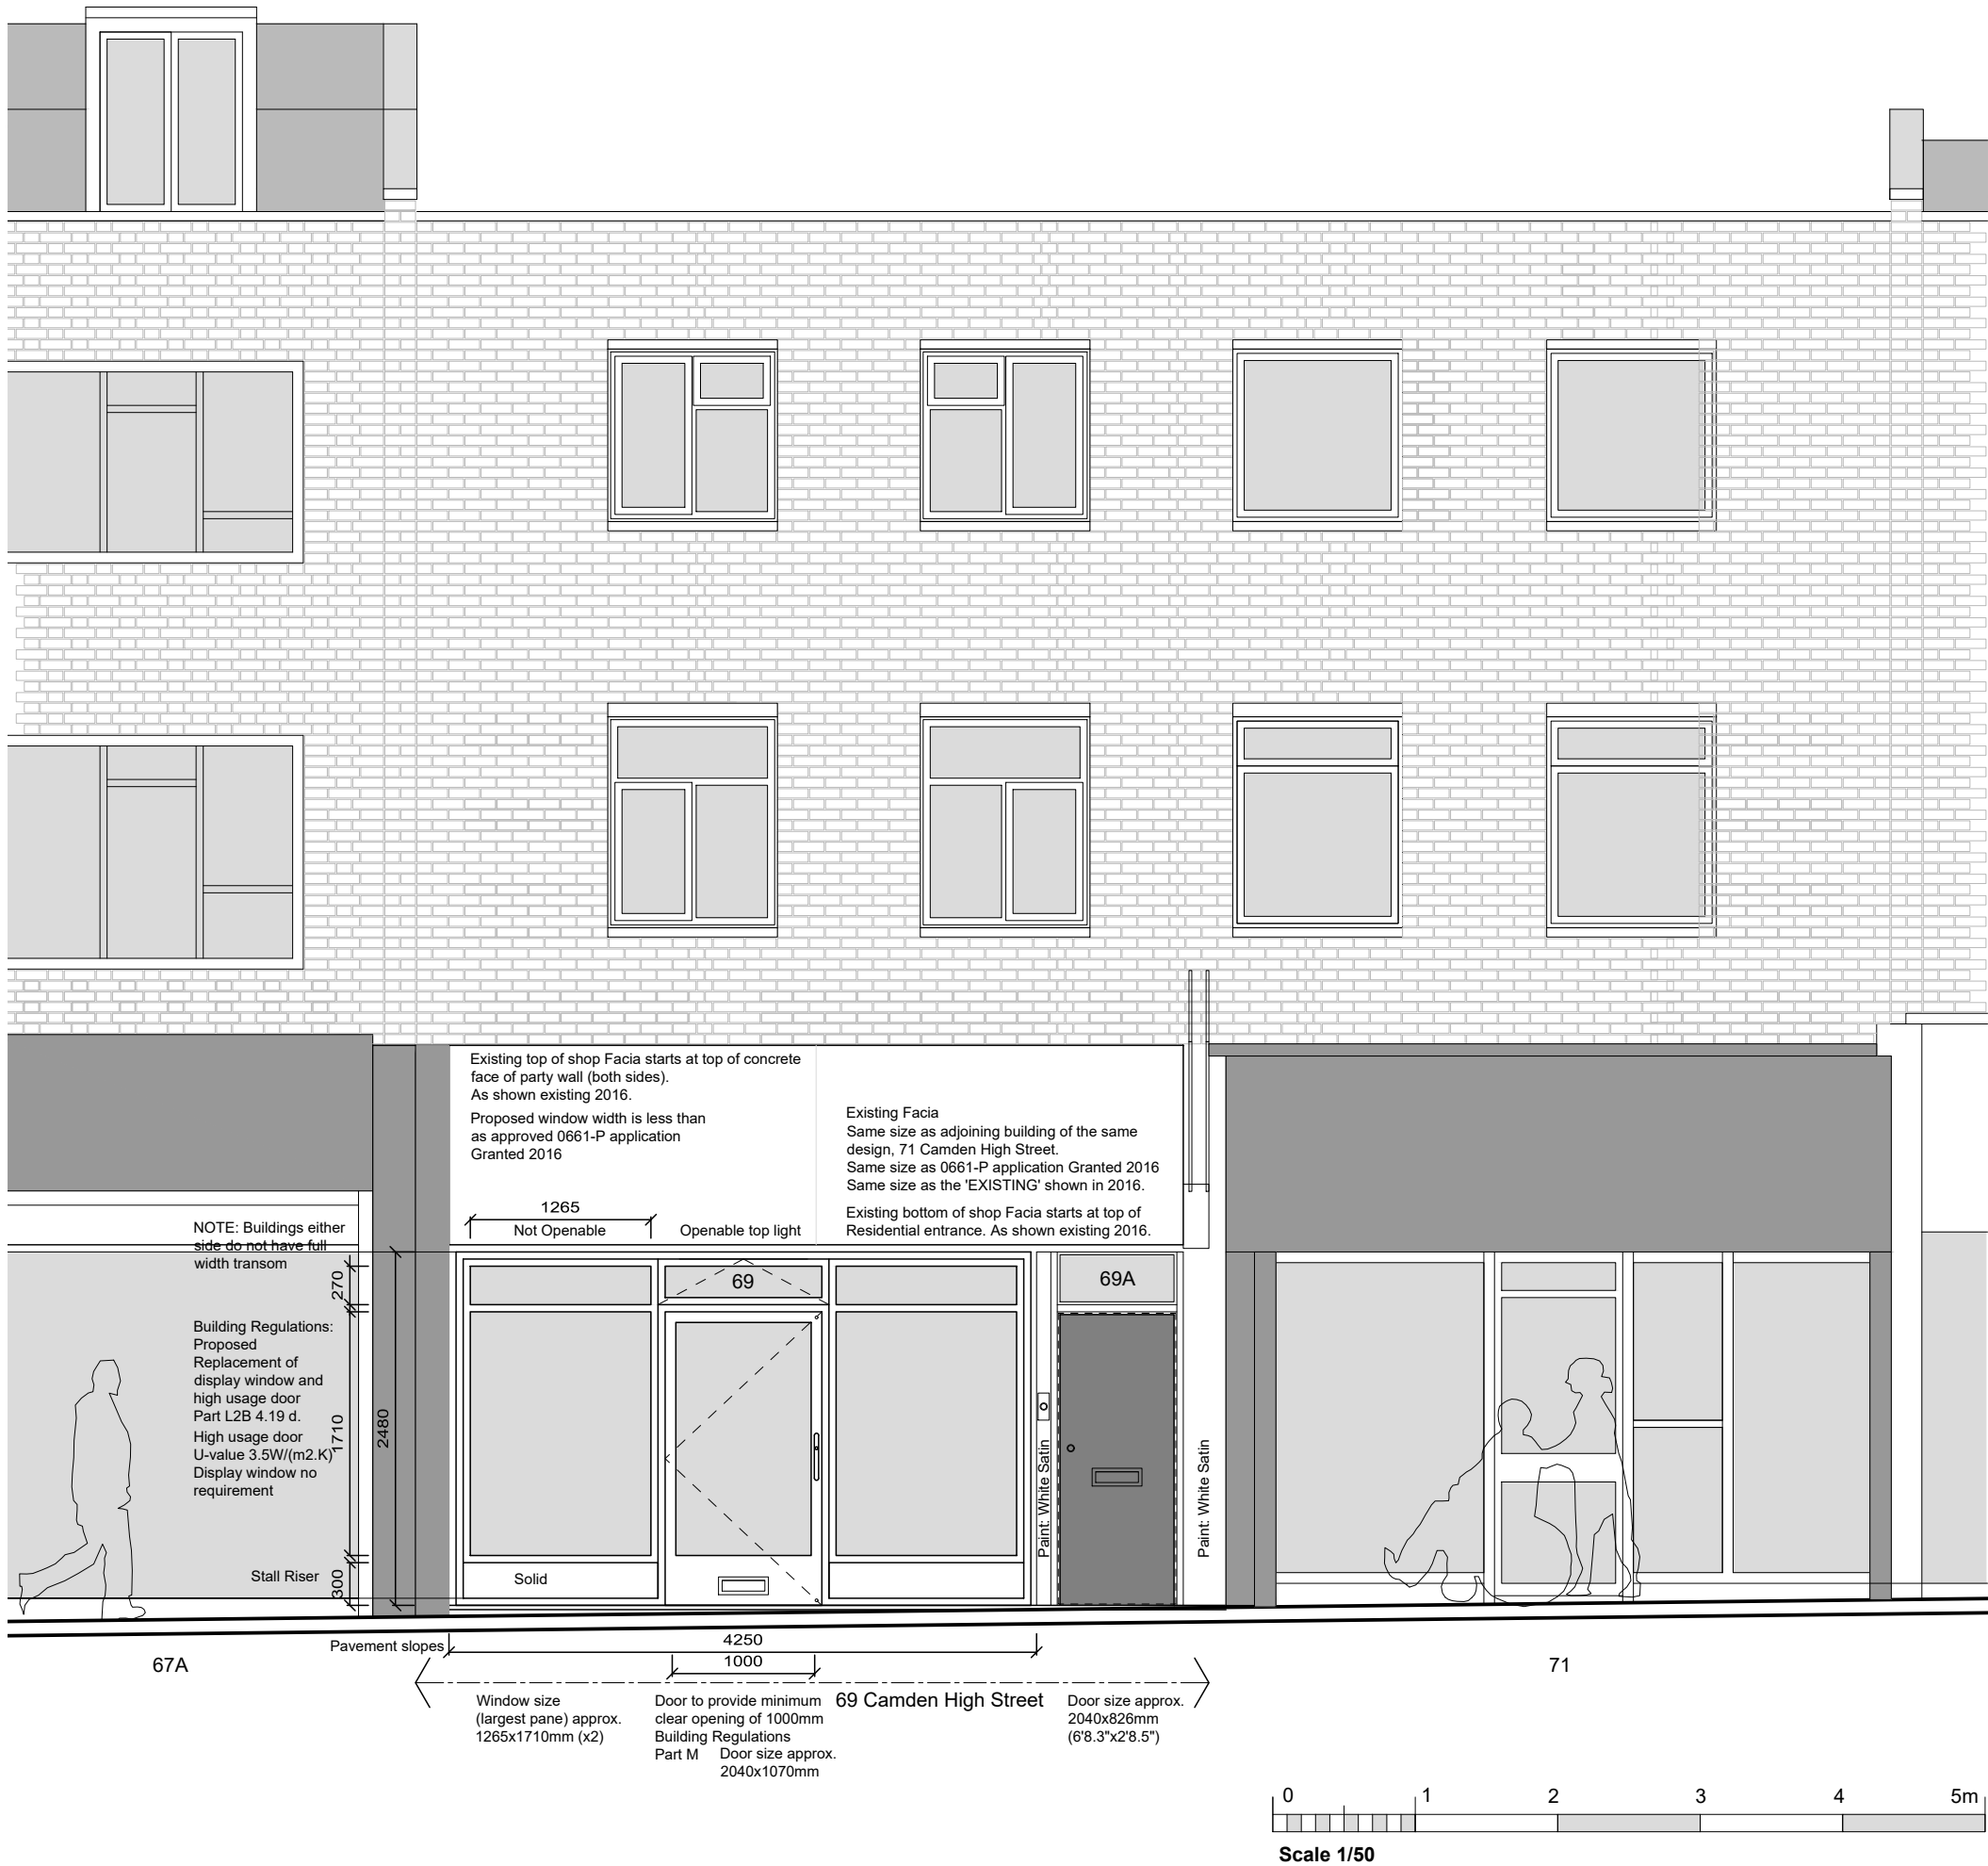 Existing top of shop Facia starts at top of concrete
face of party wall (both sides).
As shown existing 2016.
Proposed window width is less than
as approved 0661-P application
Granted 2016
Existing Facia
Same size as adjoining building of the same
design, 71 Camden High Street.
Same size as 0661-P application Granted 2016
Same size as the 'EXISTING' shown in 2016.
Existing bottom of shop Facia starts at top of
Residential entrance. As shown existing 2016.
1265
Not Openable
Openable top light
NOTE: Buildings either
side do not have full
width transom
270
69
69A
Building Regulations:
Proposed
Replacement of
display window and
high usage door
Part L2B 4.19 d.
High usage door
U-value 3.5W/(m2.K)
Display window no
requirement
1710
2480
Paint: White Satin
Paint: White Satin
Stall Riser
300
Solid
Pavement slopes
4250
1000
67A
71
69 Camden High Street
Window size
(largest pane) approx.
1265x1710mm (x2)
Door to provide minimum
clear opening of 1000mm
Building Regulations
Part M
Door size approx.
2040x1070mm
Door size approx.
2040x826mm
(6'8.3"x2'8.5")
0 1 2 3 4 5m
Scale 1/50